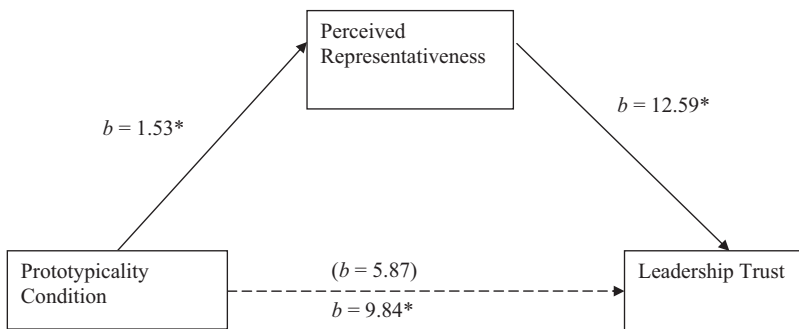 Perceived
Representativeness
b = 1.53*
b = 12.59*
Prototypicality
Condition
(b = 5.87)
b = 9.84*
Leadership Trust